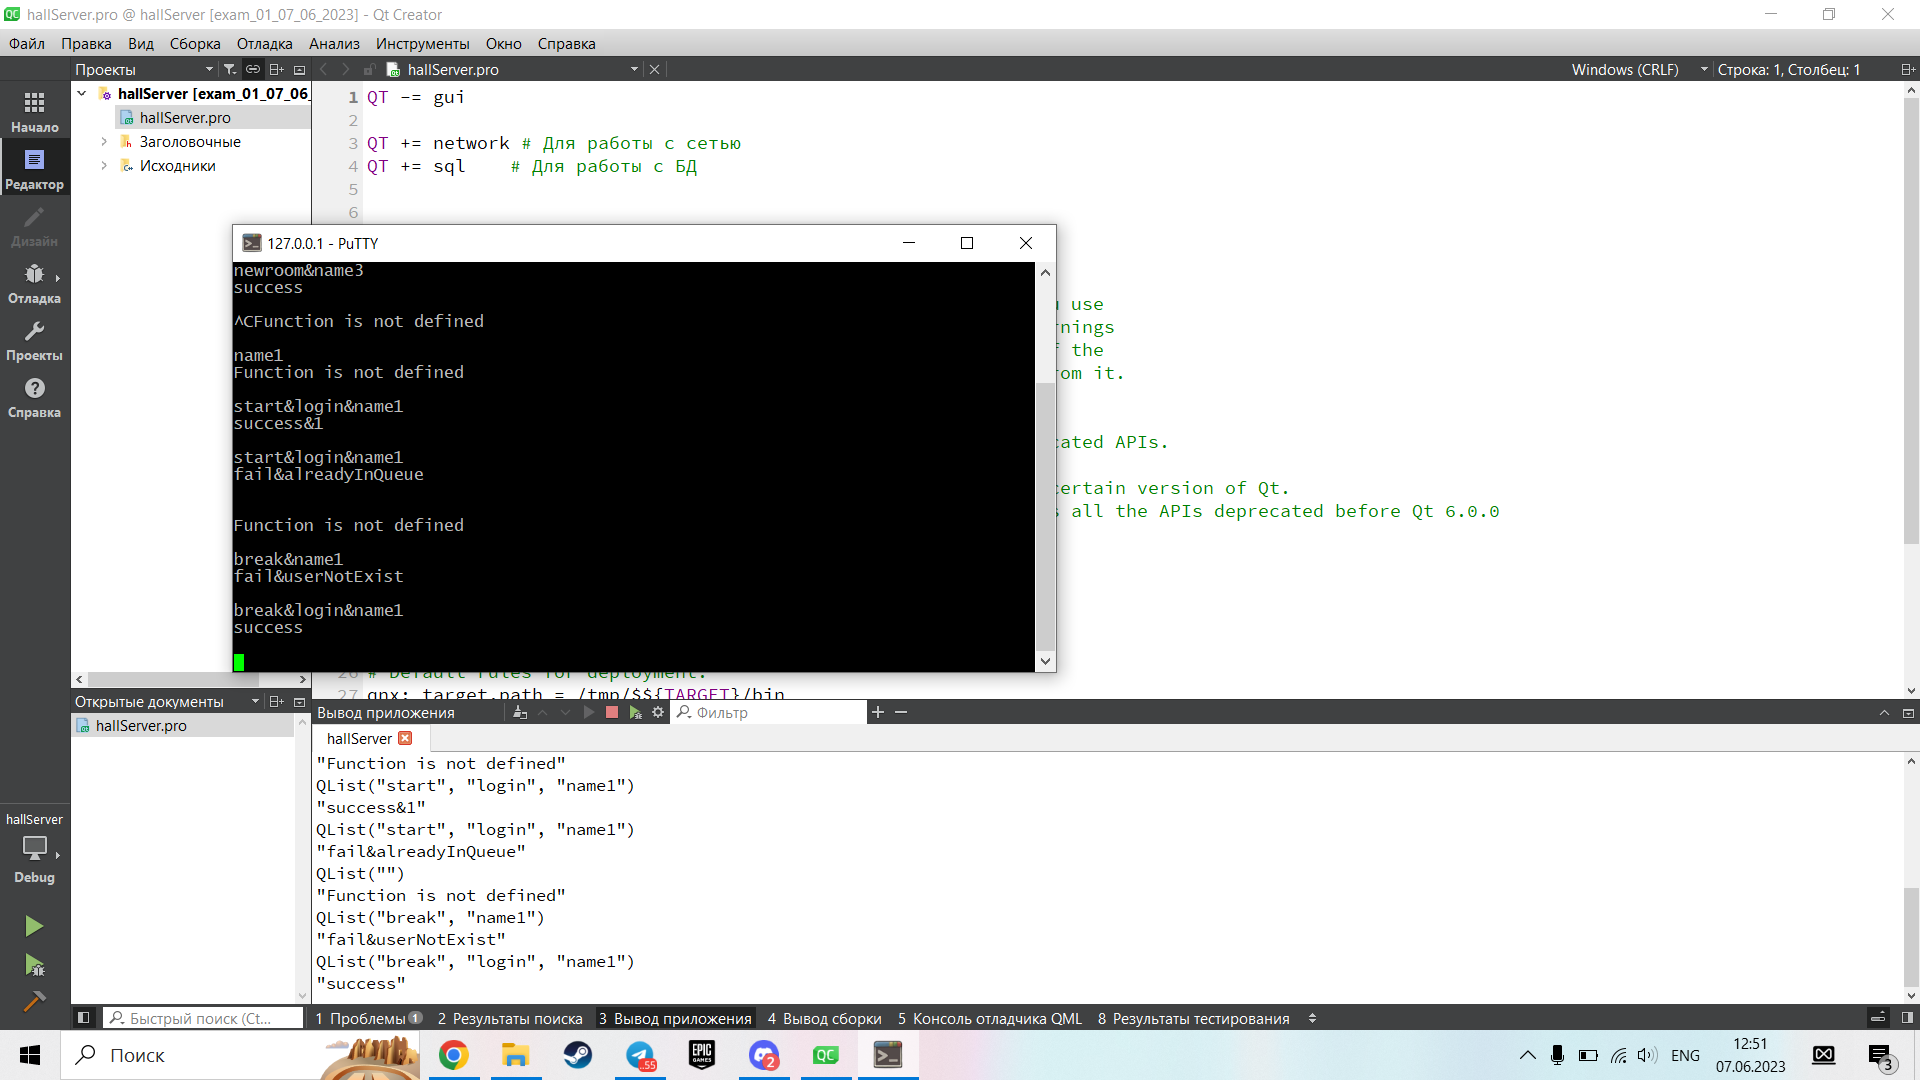 hallServer.pro @ hallServer [exam_01_07_06_2023] - Qt Creator
Файл Правка Вид Сборка Отладка Анализ Инструменты Окно Справка
Проекты
hallServer.pro
Windows (CRLF)
Строка: 1, Столбец: 1
Начало
Редактор
Дизайн
Отладка
Проекты
Справка
hallServer [exam_01_07_06_
hallServer.pro
Заголовочные
Исходники
1 QT -= gui
2
3 QT += network # Для работы с сетью
4 QT += sql # Для работы с БД
5
6
use
rnings
the
rom it.
cated APIs.
certain version of Qt.
s all the APIs deprecated before Qt 6.0.0
26 # Default rules for deployment.
27 qnx: target.path = /tmp/$${TARGET}/bin
127.0.0.1 - PuTTY
newroom&name3
success
^CFunction is not defined
name1
Function is not defined
start&login&name1
success&1
start&login&name1
fail&alreadyInQueue
Function is not defined
break&name1
fail&userNotExist
break&login&name1
success
Открытые документы
hallServer.pro
Вывод приложения
Фильтр
hallServer
"Function is not defined"
QList("start", "login", "name1")
"success&1"
QList("start", "login", "name1")
"fail&alreadyInQueue"
QList("")
"Function is not defined"
QList("break", "name1")
"fail&userNotExist"
QList("break", "login", "name1")
"success"
hallServer
Debug
Быстрый поиск (Ct...
1 Проблемы 1
2 Результаты поиска
3 Вывод приложения
4 Вывод сборки
5 Консоль отладчика QML
8 Результаты тестирования
Поиск
55
EPIC GAMES
2
QC
ENG
12:51
07.06.2023
3